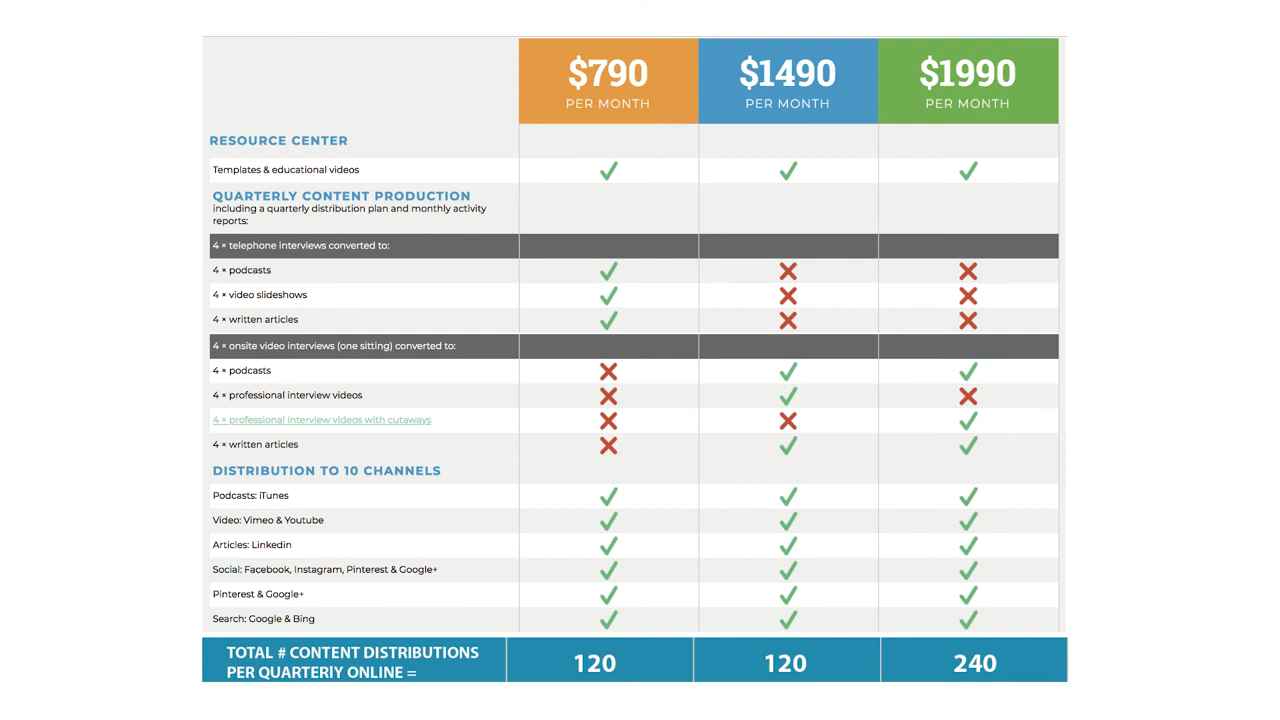 $790 $1490 $1990
PER MONTH PER MONTH PER MONTH
RESOURCE CENTER
Templates & educational videos
QUARTERLY CONTENT PRODUCTION
including a quarterly distribution plan and monthly activity
reports:
4 × telephone interviews converted to:
4 × podcasts
4 × video slideshows
4 × written articles
4 × onsite video interviews (one sitting) converted to:
4 × podcasts
4 × professional interview videos
4 × professional interview videos with cutaways
4 × written articles
DISTRIBUTION TO 10 CHANNELS
Podcasts: iTunes
Video: Vimeo & Youtube
Articles: Linkedin
Social: Facebook, Instagram, Pinterest & Google+
Pinterest & Google+
Search: Google & Bing
TOTAL # CONTENT DISTRIBUTIONS
PER QUARTERlY ONLINE =
120 120 240